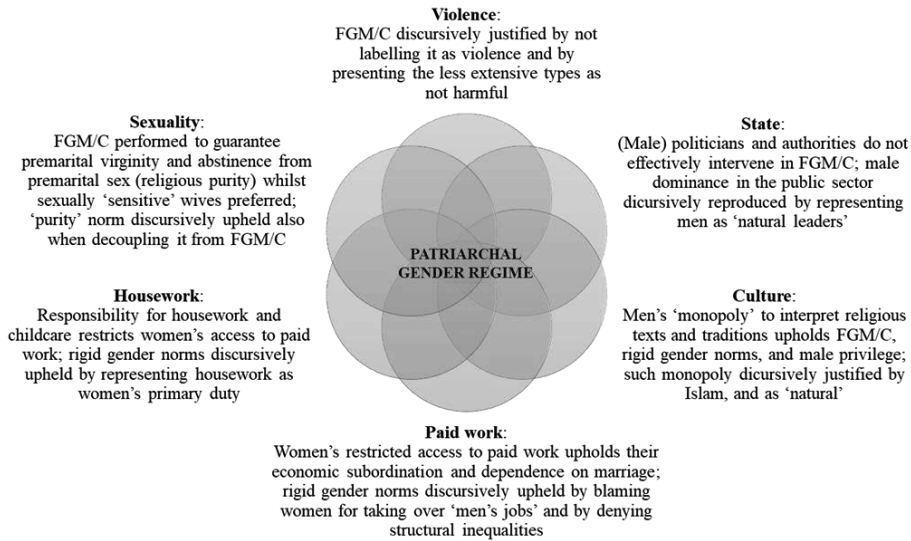 Violence:
FGM/C discursively justified by not
labelling it as violence and by
presenting the less extensive types as
not harmful
Sexuality:
FGM/C performed to guarantee
premarital virginity and abstinence from
premarital sex (religious purity) whilst
sexually ‘sensitive’ wives preferred;
‘purity’ norm discursively upheld also
when decoupling it from FGM/C
State:
(Male) politicians and authorities do not
effectively intervene in FGM/C; male
dominance in the public sector
dicursively reproduced by representing
men as ‘natural leaders’
PATRIARCHAL
GENDER REGIME
Housework:
Responsibility for housework and
childcare restricts women’s access to paid
work; rigid gender norms discursively
upheld by representing housework as
women’s primary duty
Culture:
Men’s ‘monopoly’ to interpret religious
texts and traditions upholds FGM/C,
rigid gender norms, and male privilege;
such monopoly dicursively justified by
Islam, and as ‘natural’
Paid work:
Women’s restricted access to paid work upholds their
economic subordination and dependence on marriage;
rigid gender norms discursively upheld by blaming
women for taking over ‘men’s jobs’ and by denying
structural inequalities